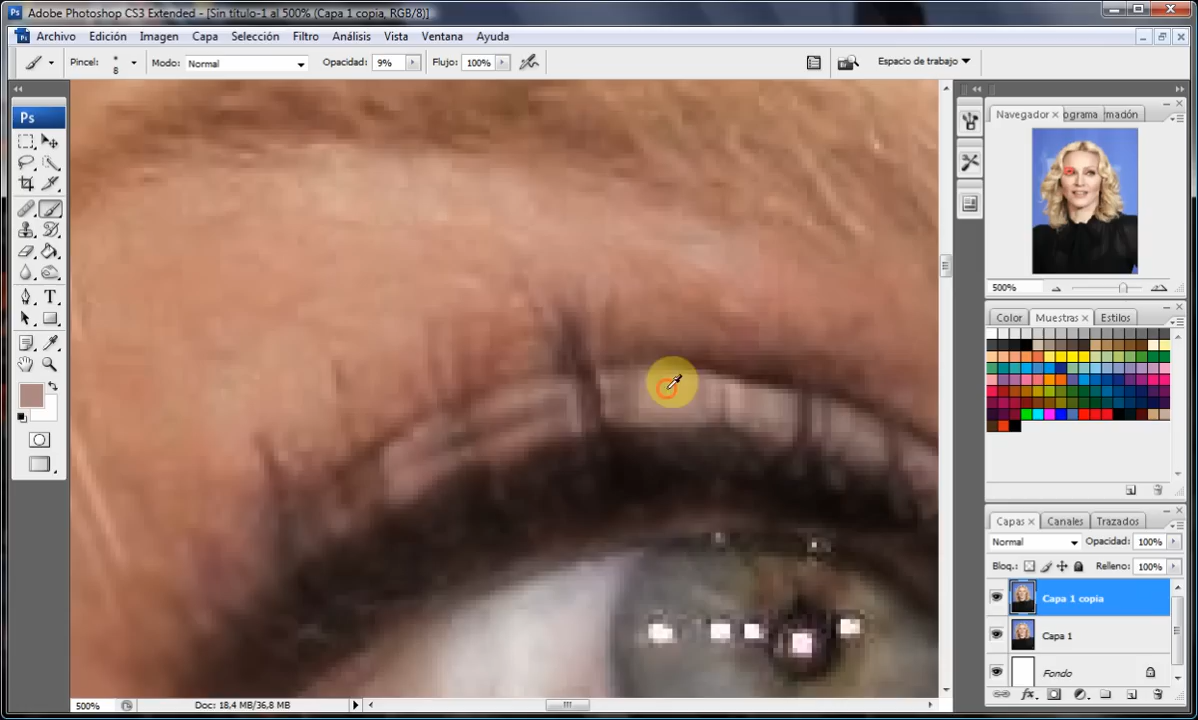 Ps Adobe Photoshop CS3 Extended - [Sin título-1 al 500% (Capa 1 copia, RGB/8)]
Archivo Edición Imagen Capa Selección Filtro Análisis Vista Ventana Ayuda
Pincel: 8 Modo: Normal Opacidad: 9% Flujo: 100% Espacio de trabajo
Ps
Navegador × ograma mación
500%
Color Muestras × Estilos
Capas × Canales Trazados
Normal Opacidad: 100%
Bloq.: Relleno: 100%
Capa 1 copia
Capa 1
Fondo
500% Doc: 18,4 MB/36,8 MB